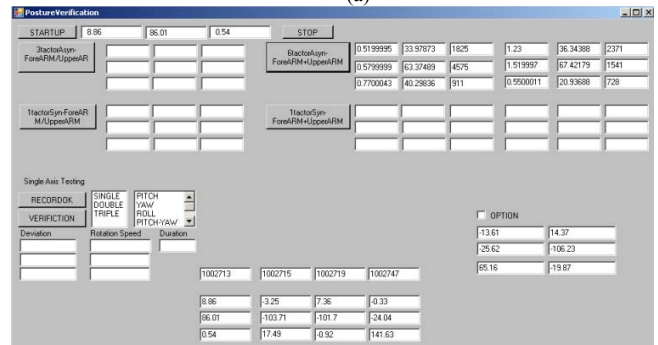 (a)
PostureVerification
STARTUP 8.86 86.01 0.54 STOP
3tactorAsyn-ForeARM/UpperAR
6tactorAsyn-ForeARM+UpperARM
0.5199995 33.97873 1825 1.23 36.34388 2371
0.5799999 63.37489 4575 1.519997 67.42179 1541
0.7700043 40.29836 911 0.5500011 20.93688 728
1tactorSyn-ForeAR
M/UpperARM
1tactorSyn-
ForeARM+UpperARM
Single Axis Testing
RECORDOK
VERIFICTION
SINGLE
DOUBLE
TRIPLE
PITCH
YAW
ROLL
PITCH-YAW
Deviation Rotation Speed Duration
OPTION
-13.61 14.37
-25.62 -106.23
65.16 -19.87
1002713 1002715 1002719 1002747
8.86 -3.25 7.36 -0.33
86.01 -103.71 -101.7 -24.04
0.54 17.49 -0.92 141.63